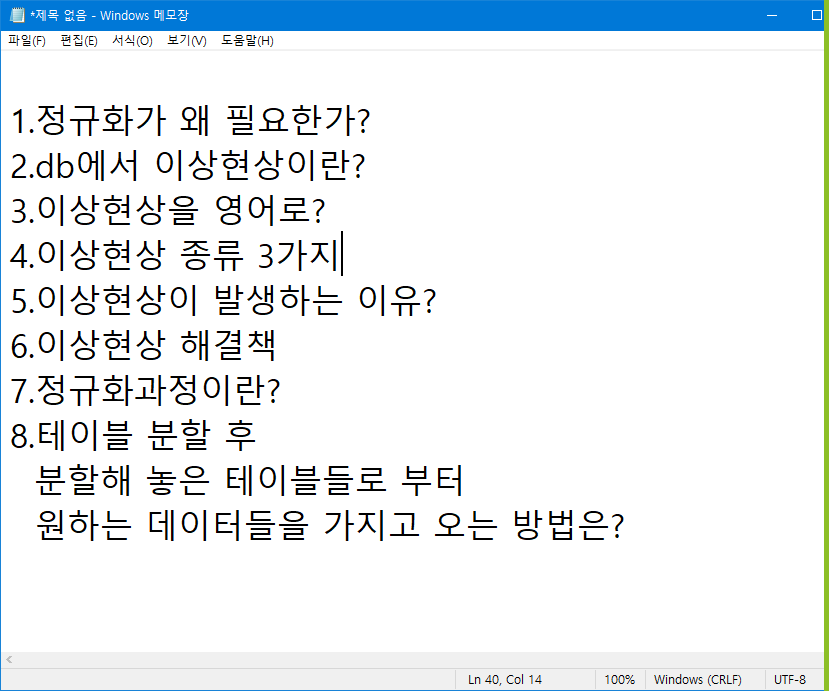 *제목 없음 - Windows 메모장
파일(F) 편집(E) 서식(O) 보기(V) 도움말(H)
1.정규화가 왜 필요한가?
2.db에서 이상현상이란?
3.이상현상을 영어로?
4.이상현상 종류 3가지
5.이상현상이 발생하는 이유?
6.이상현상 해결책
7.정규화과정이란?
8.테이블 분할 후
분할해 놓은 테이블들로 부터
원하는 데이터들을 가지고 오는 방법은?
Ln 40, Col 14 100% Windows (CRLF) UTF-8